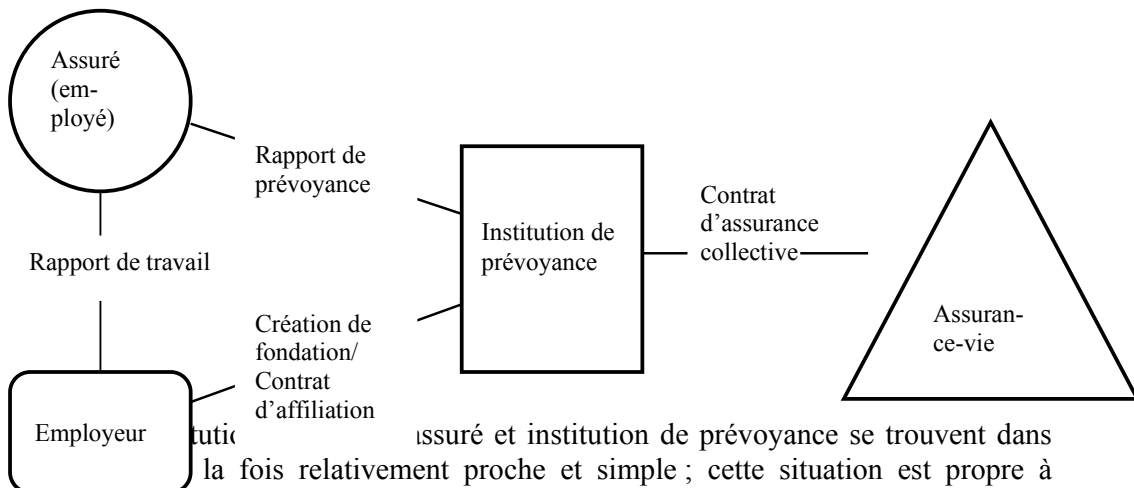 Assuré
(em-
ployé)
Rapport de
prévoyance
Rapport de travail
Création de
fondation/
Contrat
d'affiliation
Employeur
Institution de
prévoyance
Contrat
d'assurance
collective
Assuran-
ce-vie
assuré et institution de prévoyance se trouvent dans
la fois relativement proche et simple ; cette situation est propre à